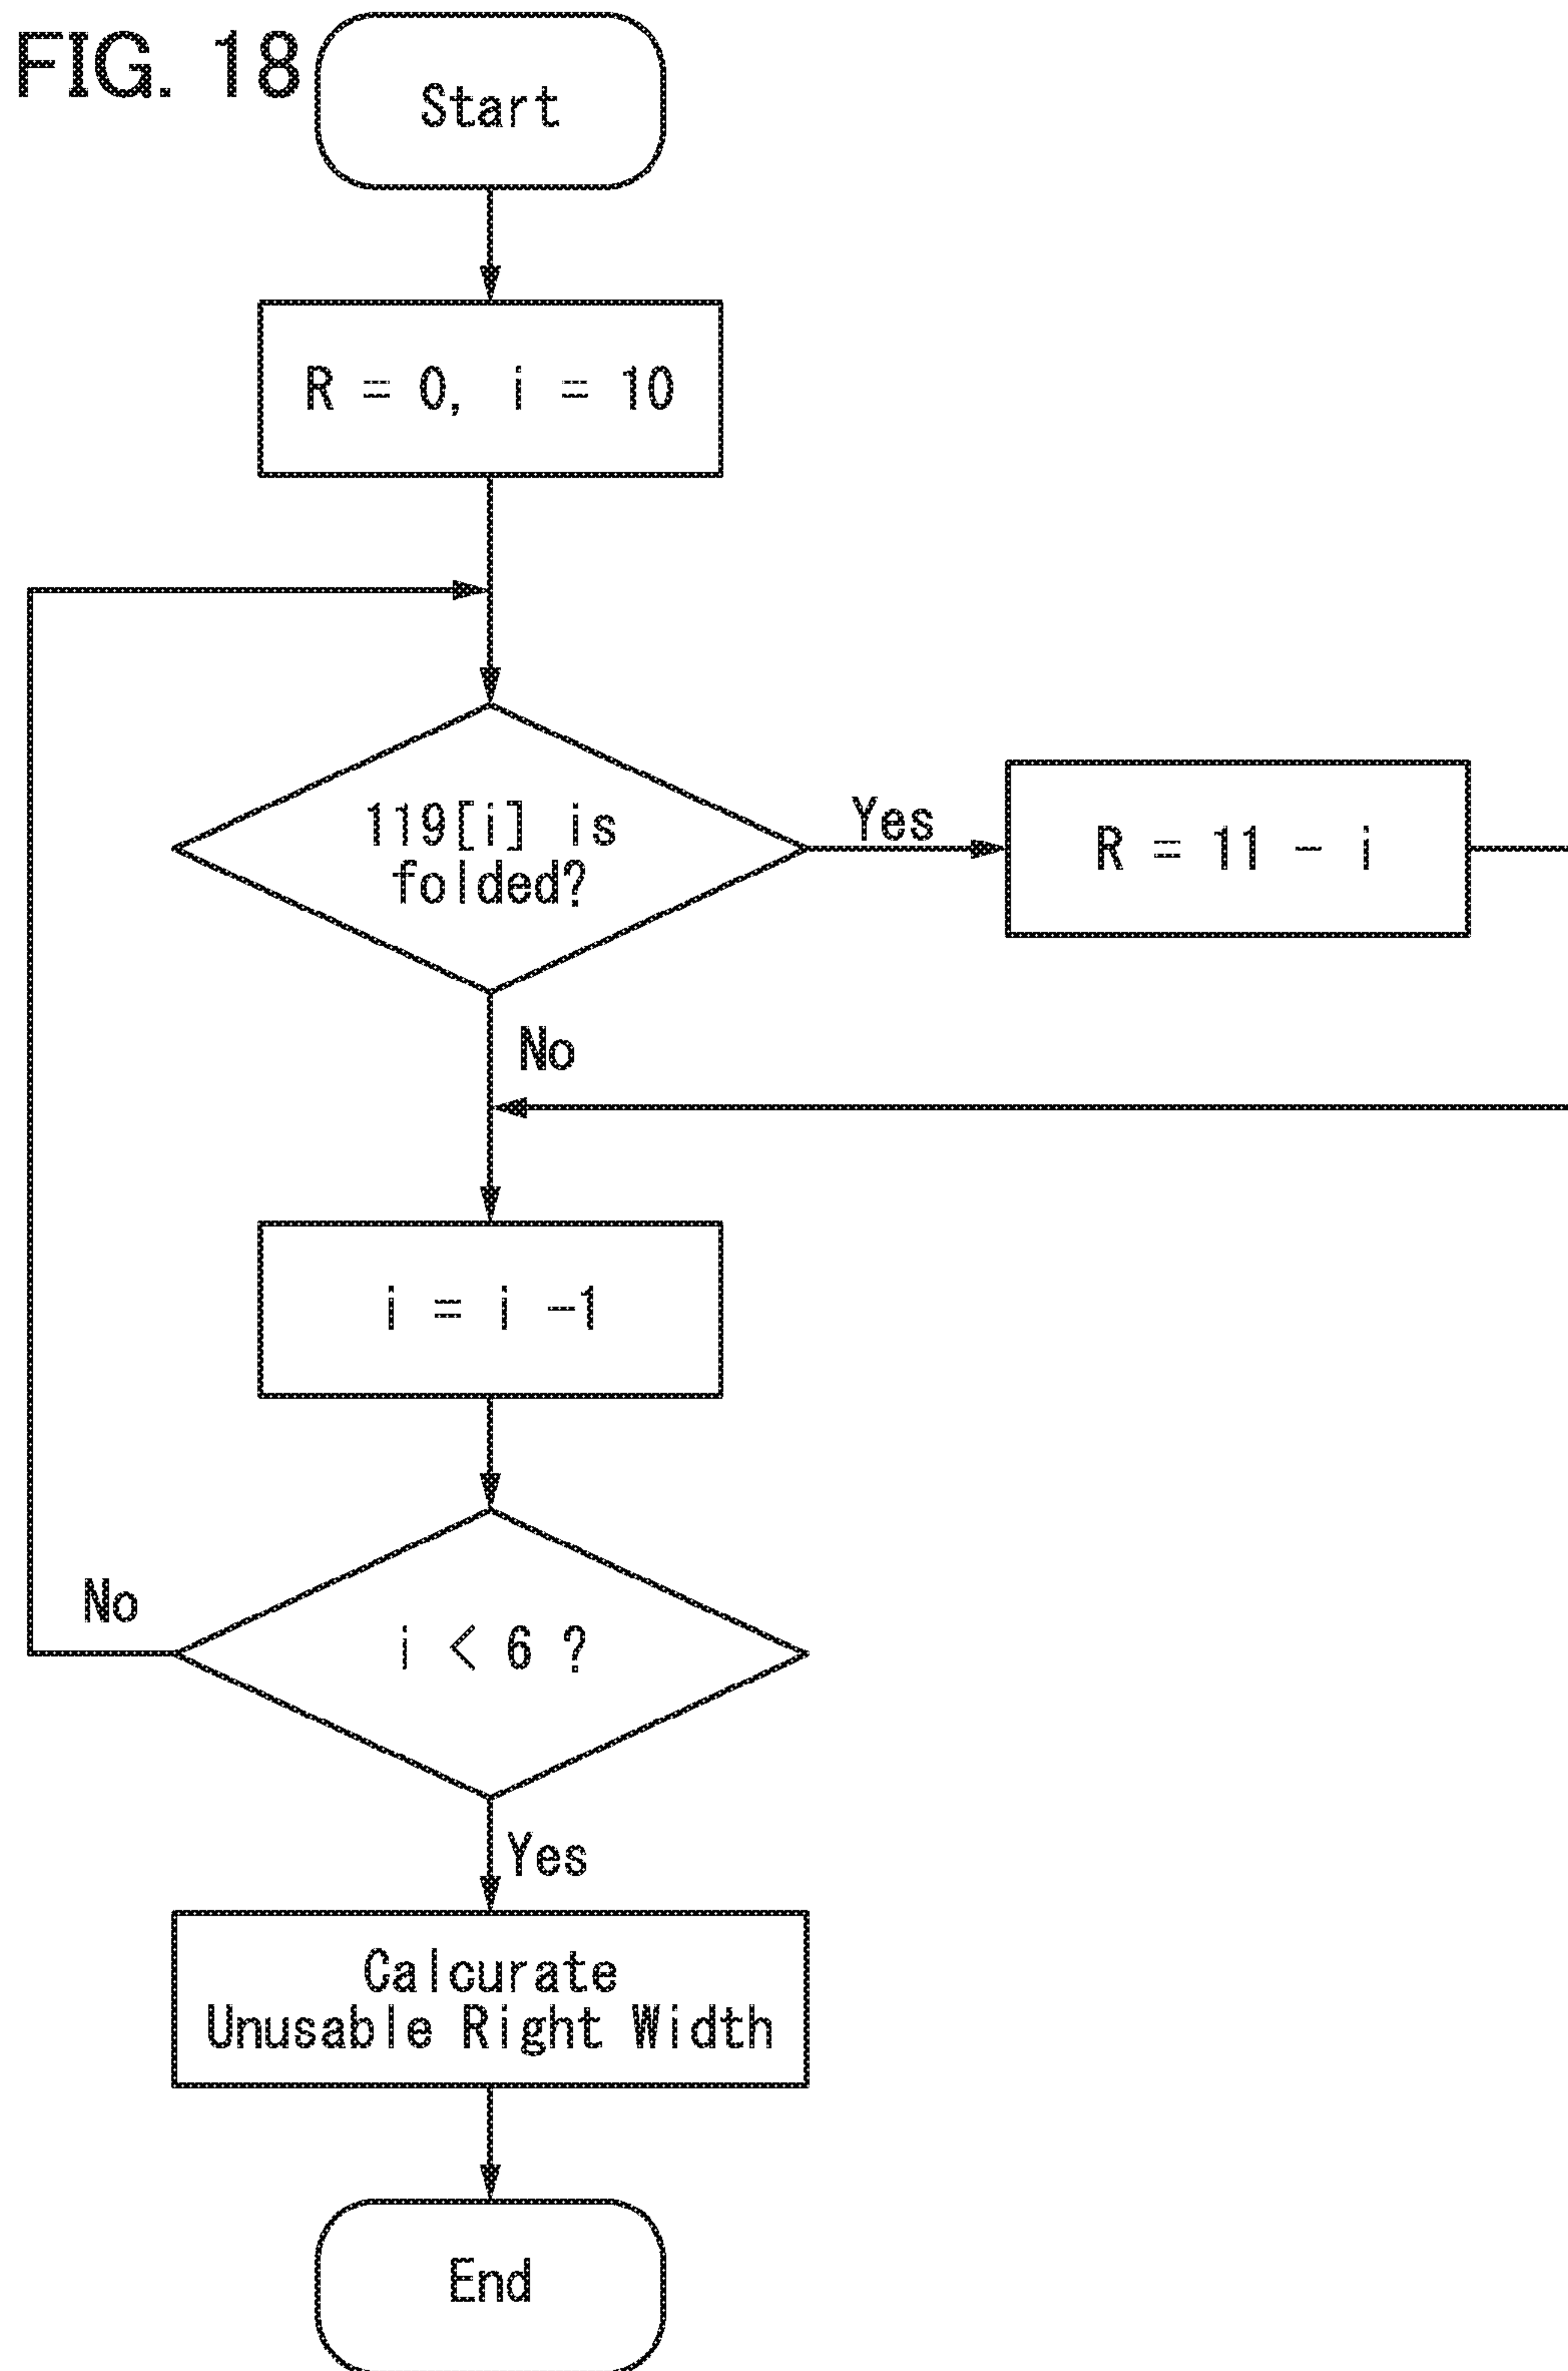 FIG. 18
Start
R = 0, i = 10
119[i] is
folded?
Yes
R = 11 - i
No
i = i -1
i < 6 ?
No
Yes
Calcurate
Unusable Right Width
End